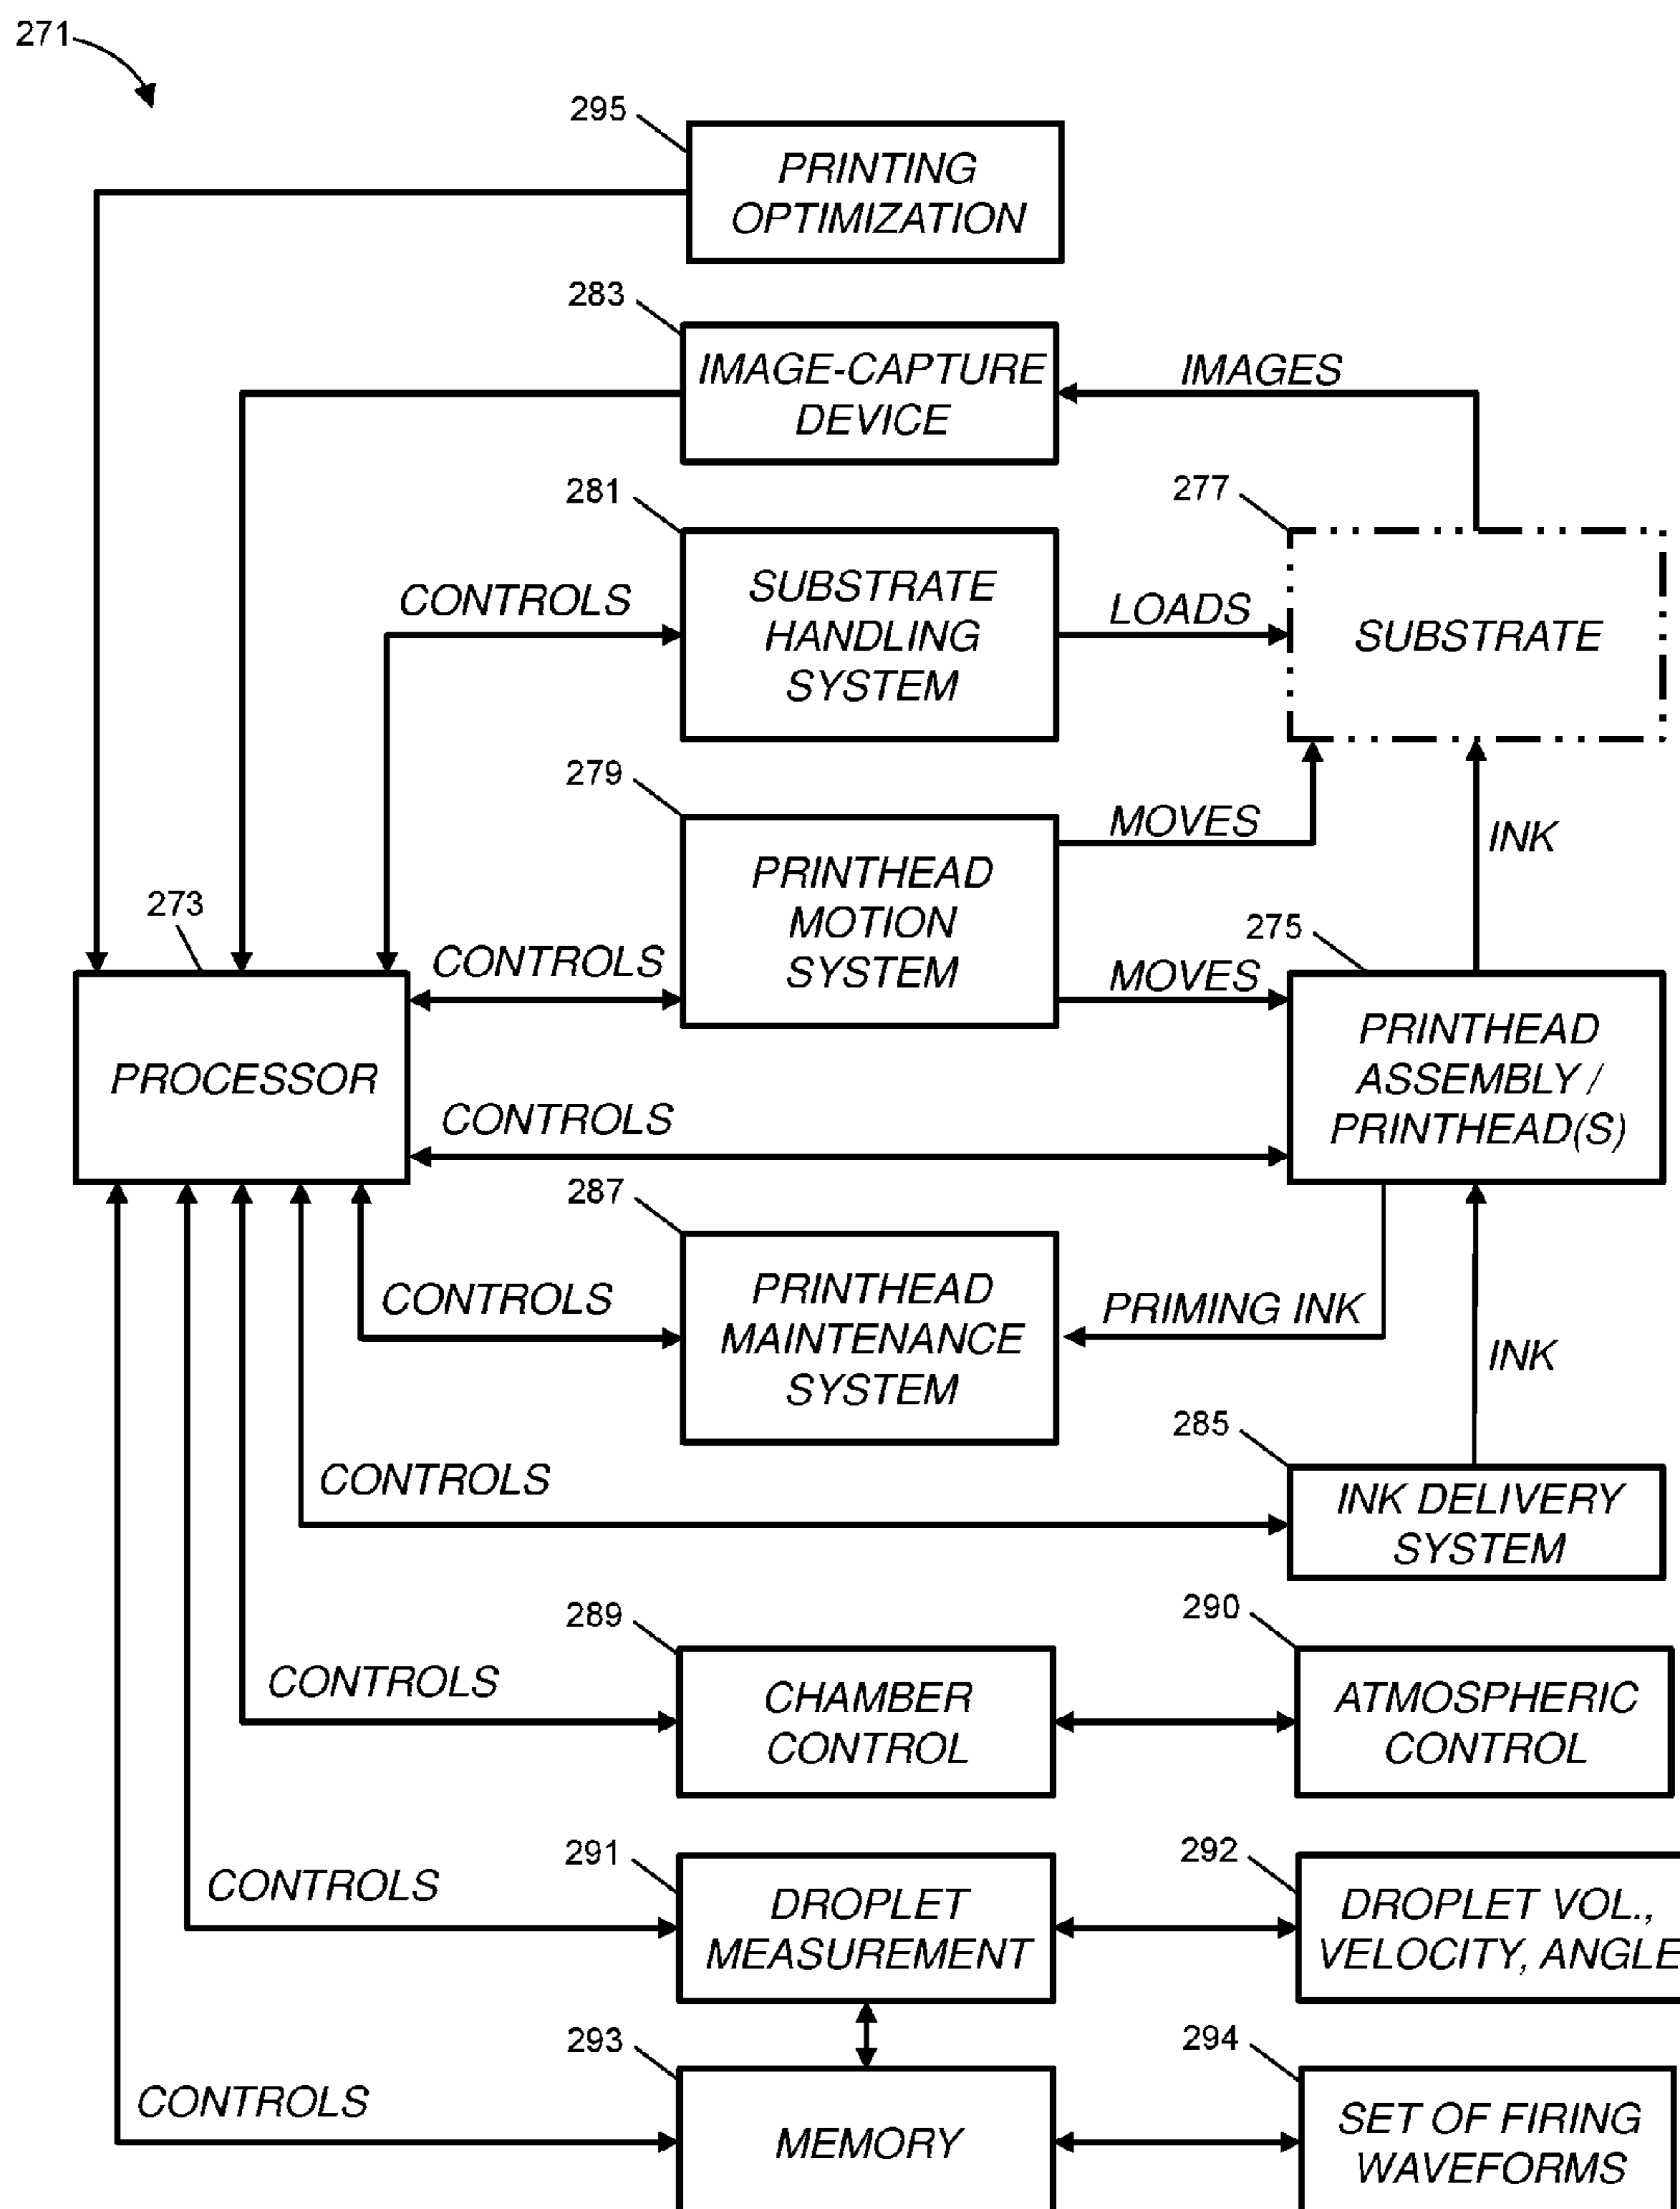 271
295
PRINTING
OPTIMIZATION
283
IMAGE-CAPTURE
DEVICE
IMAGES
281
277
CONTROLS
SUBSTRATE
HANDLING
SYSTEM
LOADS
SUBSTRATE
279
MOVES
INK
PRINTHEAD
MOTION
SYSTEM
273
275
CONTROLS
MOVES
PROCESSOR
PRINTHEAD
ASSEMBLY /
PRINTHEAD(S)
CONTROLS
287
CONTROLS
PRINTHEAD
MAINTENANCE
SYSTEM
PRIMING INK
INK
285
CONTROLS
INK DELIVERY
SYSTEM
289
290
CONTROLS
CHAMBER
CONTROL
ATMOSPHERIC
CONTROL
291
292
CONTROLS
DROPLET
MEASUREMENT
DROPLET VOL.,
VELOCITY, ANGLE
293
294
CONTROLS
MEMORY
SET OF FIRING
WAVEFORMS